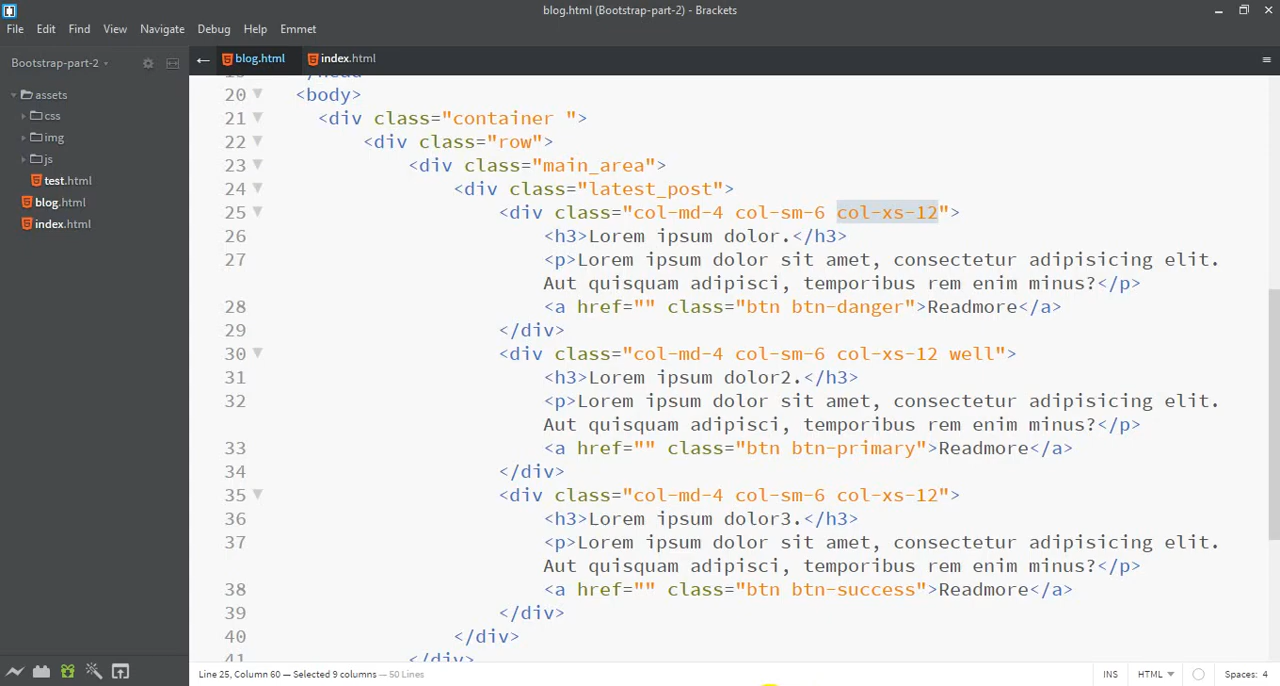 blog.html (Bootstrap-part-2) - Brackets
File Edit Find View Navigate Debug Help Emmet
Bootstrap-part-2
blog.html index.html
assets
css
img
js
test.html
blog.html
index.html
20 <body>
21 <div class="container ">
22 <div class="row">
23 <div class="main_area">
24 <div class="latest_post">
25 <div class="col-md-4 col-sm-6 col-xs-12">
26 <h3>Lorem ipsum dolor.</h3>
27 <p>Lorem ipsum dolor sit amet, consectetur adipisicing elit.
Aut quisquam adipisci, temporibus rem enim minus?</p>
28 <a href="" class="btn btn-danger">Readmore</a>
29 </div>
30 <div class="col-md-4 col-sm-6 col-xs-12 well">
31 <h3>Lorem ipsum dolor2.</h3>
32 <p>Lorem ipsum dolor sit amet, consectetur adipisicing elit.
Aut quisquam adipisci, temporibus rem enim minus?</p>
33 <a href="" class="btn btn-primary">Readmore</a>
34 </div>
35 <div class="col-md-4 col-sm-6 col-xs-12">
36 <h3>Lorem ipsum dolor3.</h3>
37 <p>Lorem ipsum dolor sit amet, consectetur adipisicing elit.
Aut quisquam adipisci, temporibus rem enim minus?</p>
38 <a href="" class="btn btn-success">Readmore</a>
39 </div>
40 </div>
41 </div>
Line 25, Column 60 — Selected 9 columns — 50 Lines
INS HTML Spaces: 4